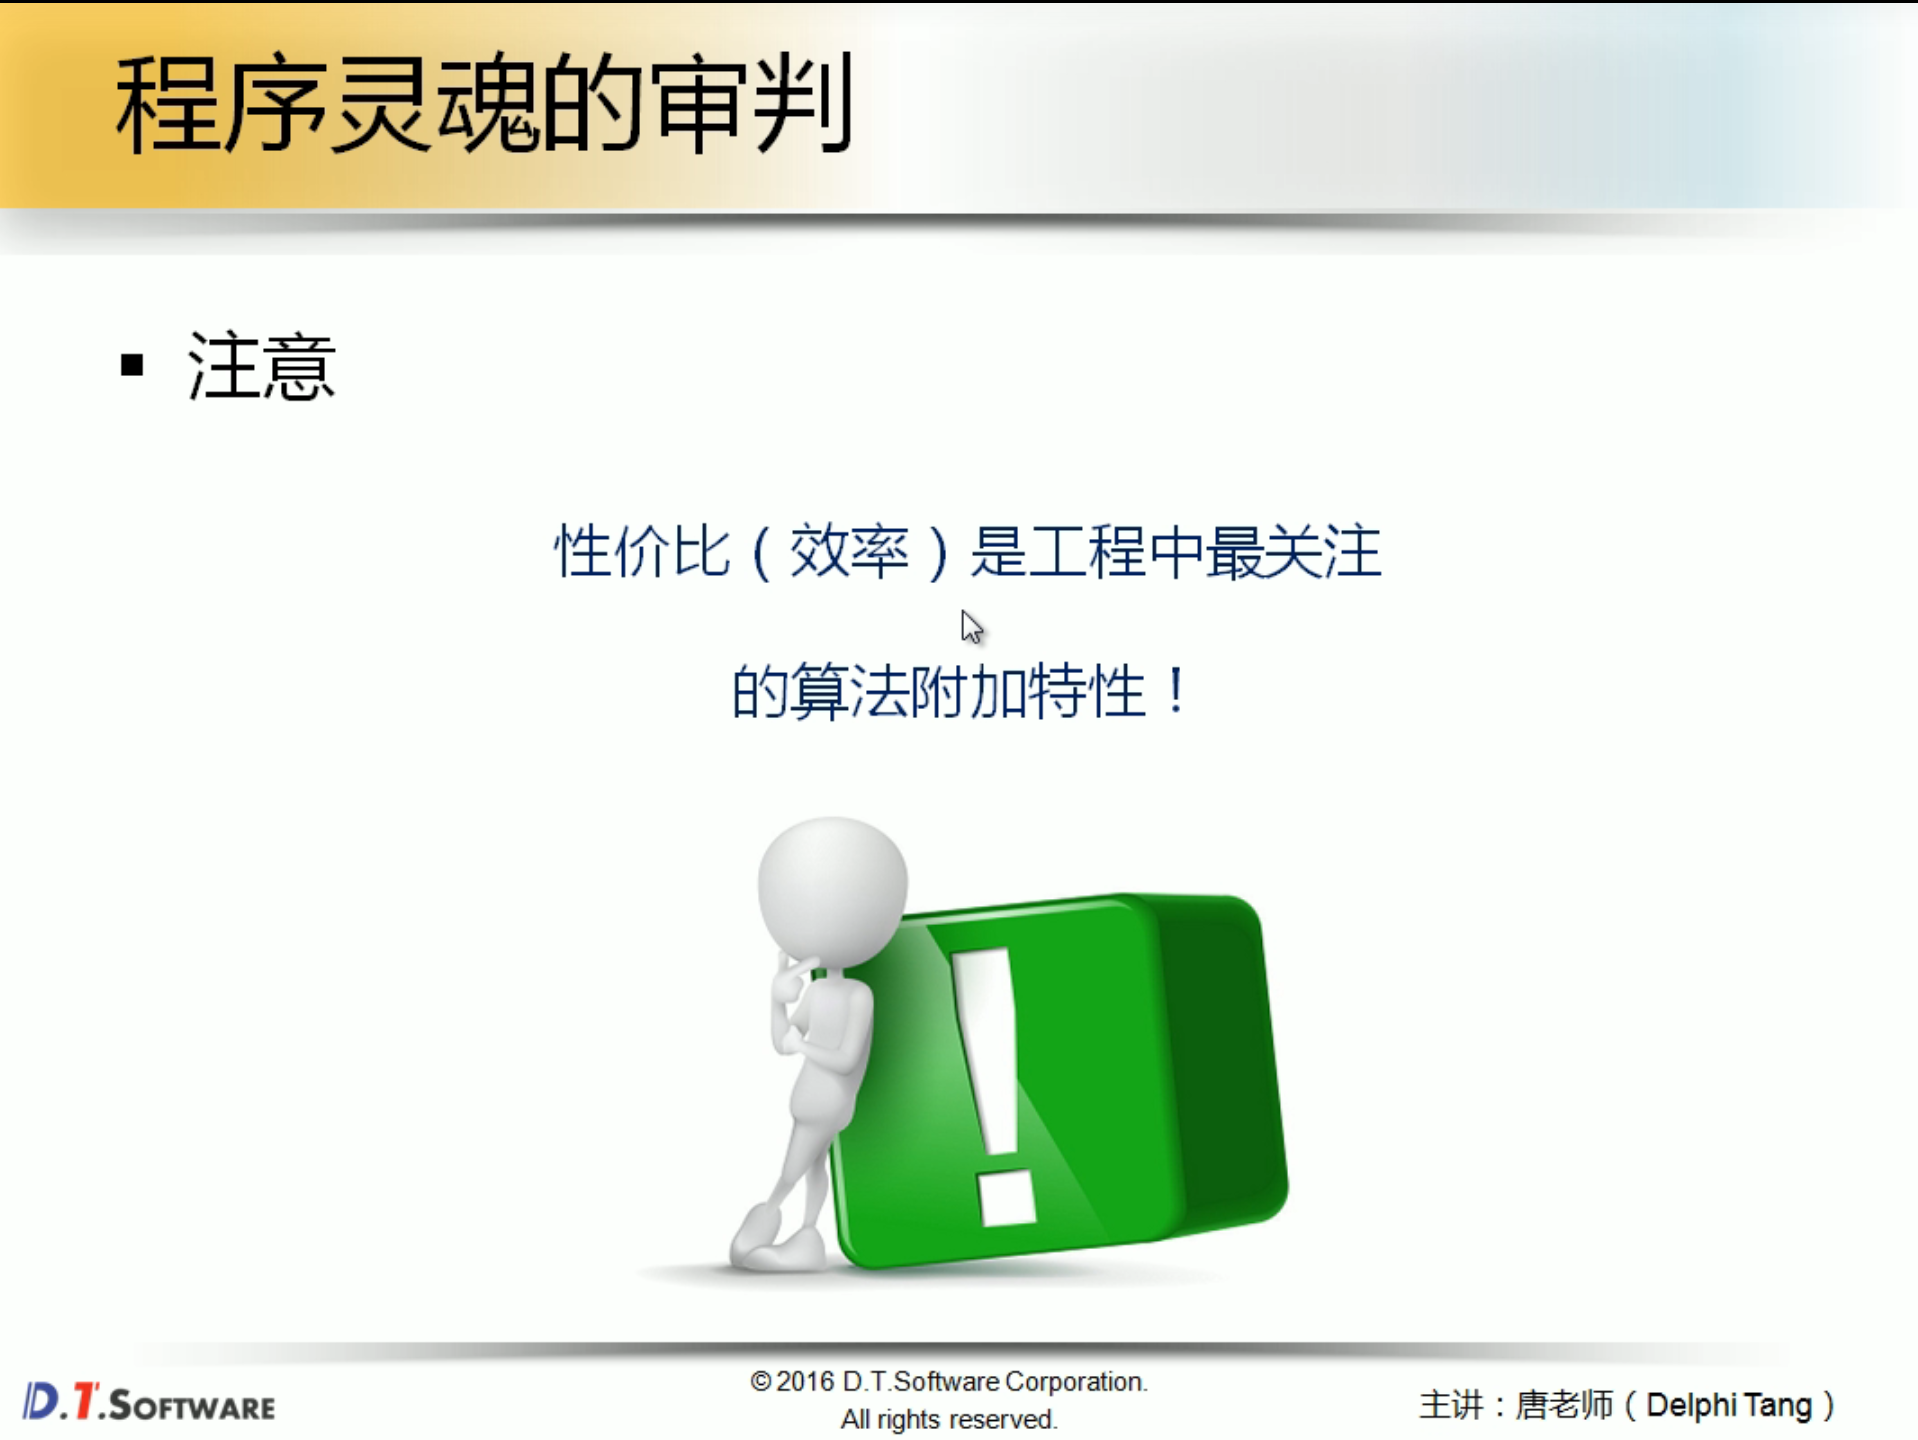 程序灵魂的审判
▪ 注意
性价比（效率）是工程中最关注
的算法附加特性！
!
D.T.SOFTWARE
© 2016 D.T.Software Corporation.
All rights reserved.
主讲：唐老师（Delphi Tang）